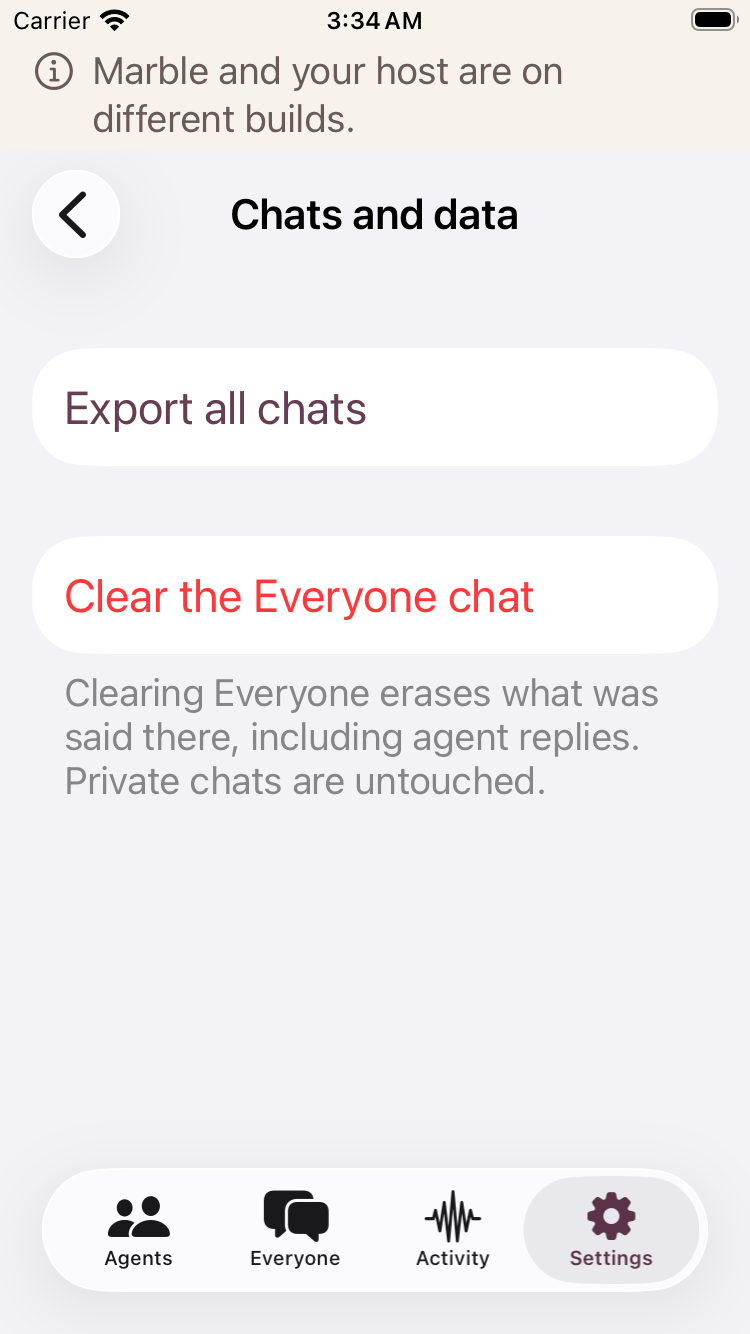 Carrier 3:34 AM
Marble and your host are on
different builds.
Chats and data
Export all chats
Clear the Everyone chat
Clearing Everyone erases what was
said there, including agent replies.
Private chats are untouched.
Agents Everyone Activity Settings